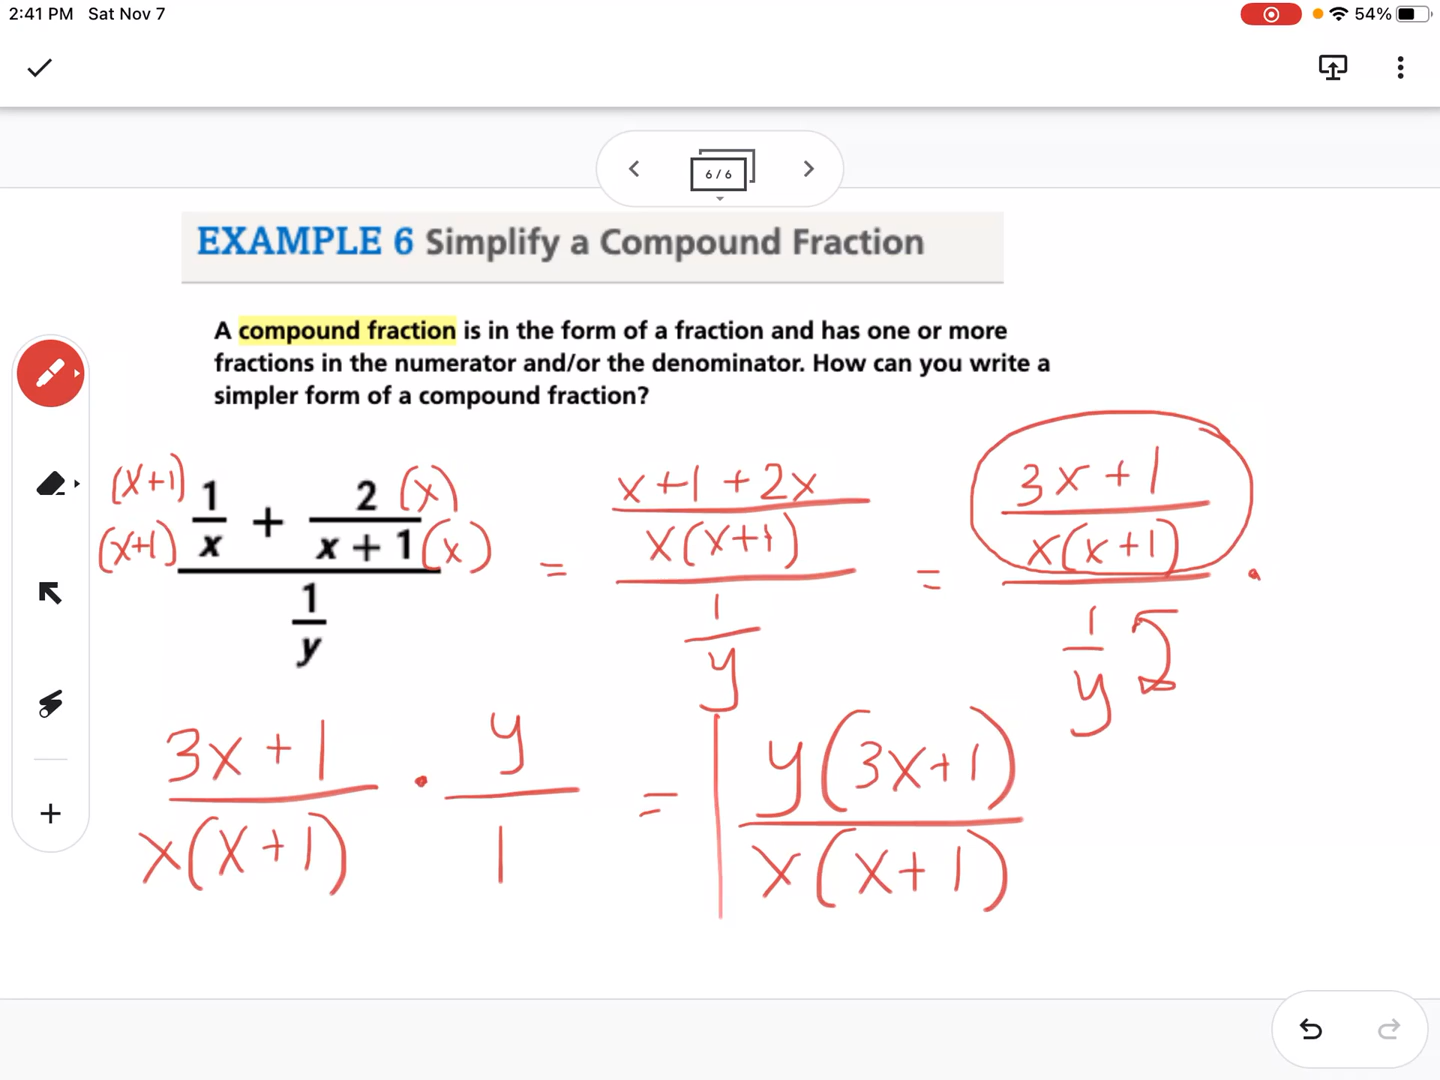 2:41 PM Sat Nov 7
54%
6 / 6
EXAMPLE 6 Simplify a Compound Fraction
A compound fraction is in the form of a fraction and has one or more
fractions in the numerator and/or the denominator. How can you write a
simpler form of a compound fraction?
(x+1) 1 + 2 (x)
(x+1) x x + 1 (x)
1
y
= x+1 + 2x
x(x+1)
1
y
= 3x + 1
x(x+1) .
1
y
3x + 1 . y = y(3x+1)
x(x+1) 1 x(x+1)